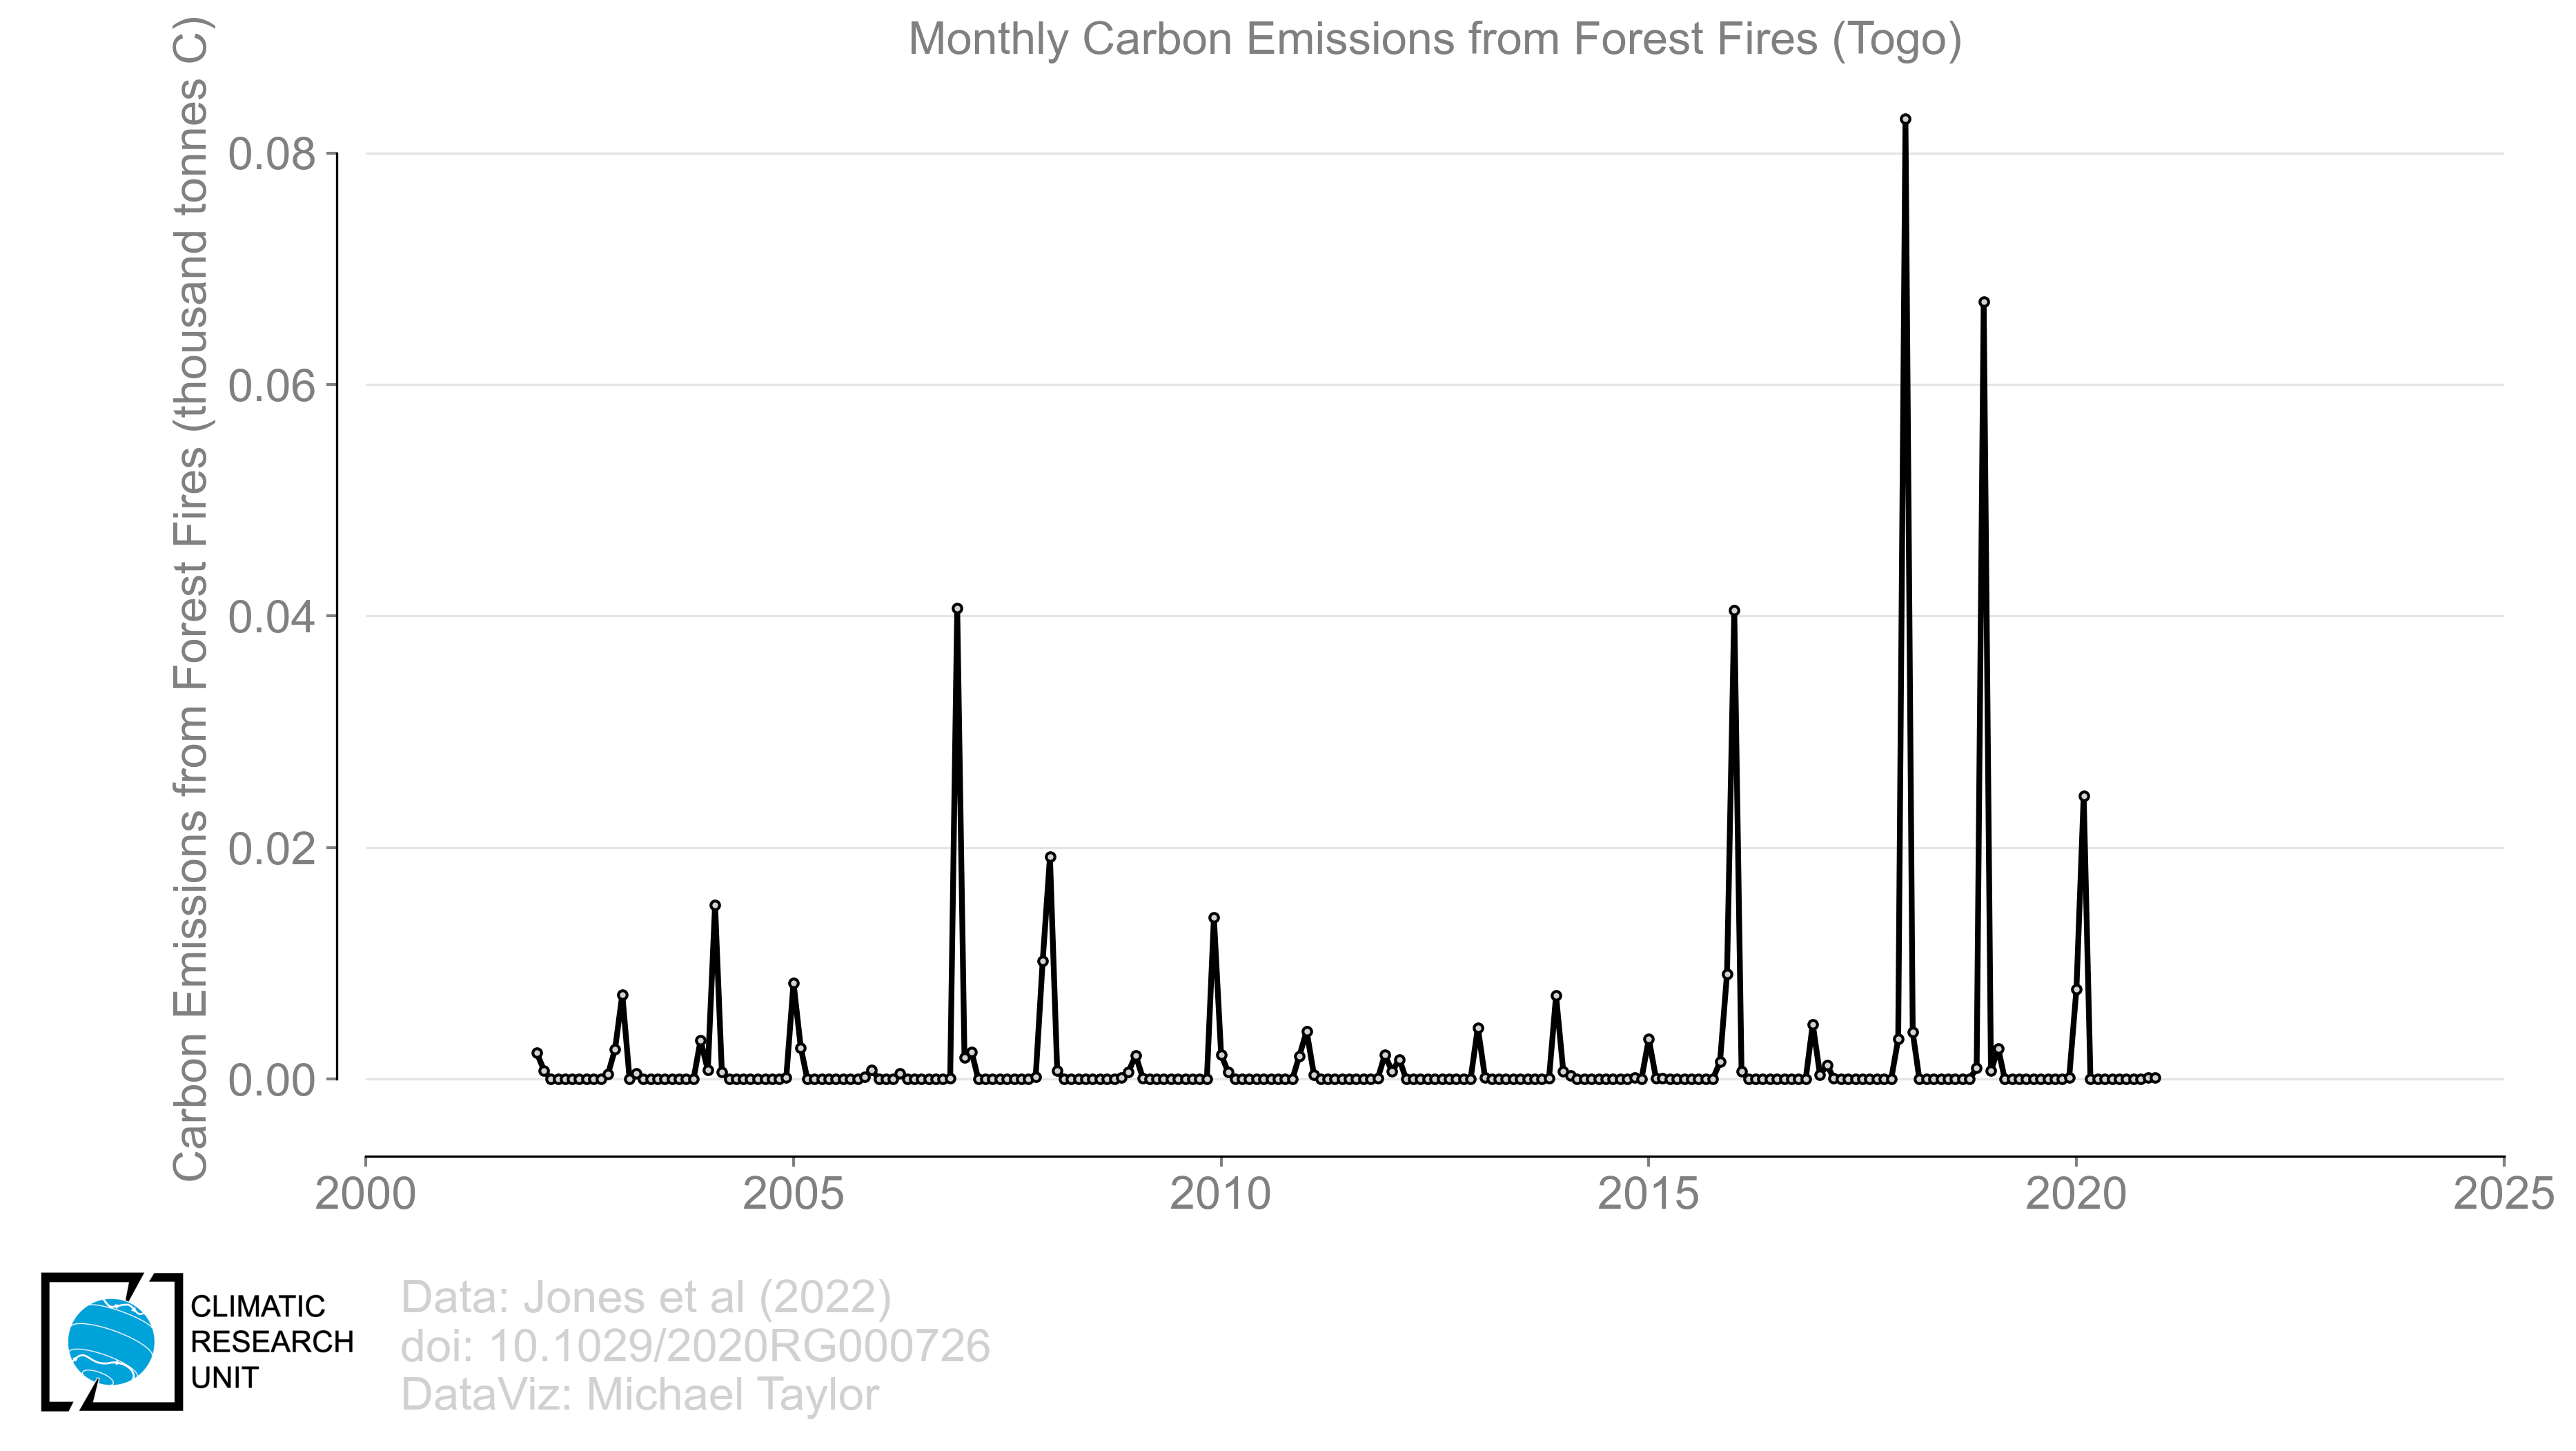 Monthly Carbon Emissions from Forest Fires (Togo)
Carbon Emissions from Forest Fires (thousand tonnes C)
0.08
0.06
0.04
0.02
0.00
2000
2005
2010
2015
2020
2025
CLIMATIC
RESEARCH
UNIT
Data: Jones et al (2022)
doi: 10.1029/2020RG000726
DataViz: Michael Taylor